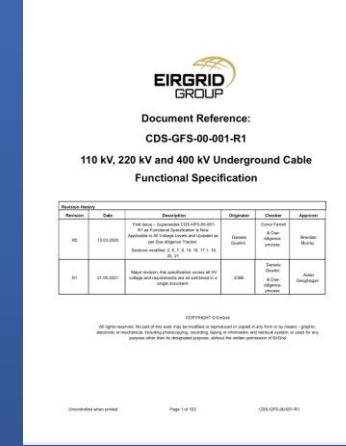 EIRGRID
GROUP
Document Reference:
CDS-GFS-00-001-R1
110 kV, 220 kV and 400 kV Underground Cable
Functional Specification
Revision History
Revision Date Description Originator Checker Approver
R0 13.03.2020 First Issue – Supersedes CDS-HFS-00-001-R1 as Functional Specification is Now Applicable to All Voltage Levels and Updated as per Due diligence Tracker. Sections modified: 2, 6, 7, 8, 14, 16, 17.1, 19, 20, 21 Daniele Gustini Conor Farrell & Due diligence process Brendan Murray
R1 21.05.2021 Major revision, this specification covers all kV voltage and requirements are all combined in a single document. Daniele & Due diligence process Aidan Geoghegan
COPYRIGHT © EirGrid
All rights reserved. No part of this work may be modified or reproduced or copied in any form or by means - graphic,
electronic or mechanical, including photocopying, recording, taping or information and retrieval system, or used for any
purpose other than its designated purpose, without the written permission of EirGrid
Uncontrolled when printed Page 1 of 152 CDS-GFS-00-001-R1